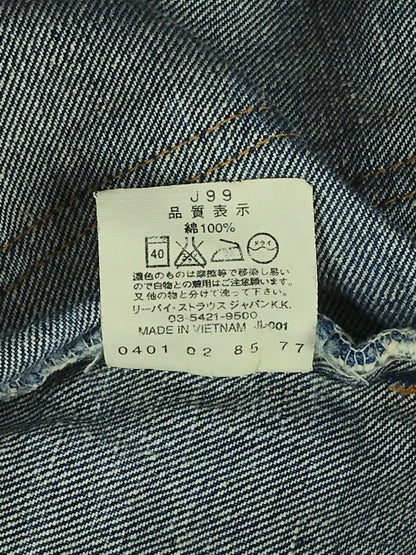 J99
品質表示
綿100%
40 ドライ
濃色のものは摩擦等で移染し易い
ので白物との着用はご注意願います
又他の物と分けて洗って下さい
リーバイ・ストラウス ジャパン K.K.
03-5421-9500
MADE IN VIETNAM JL-001
0401 02 85 77